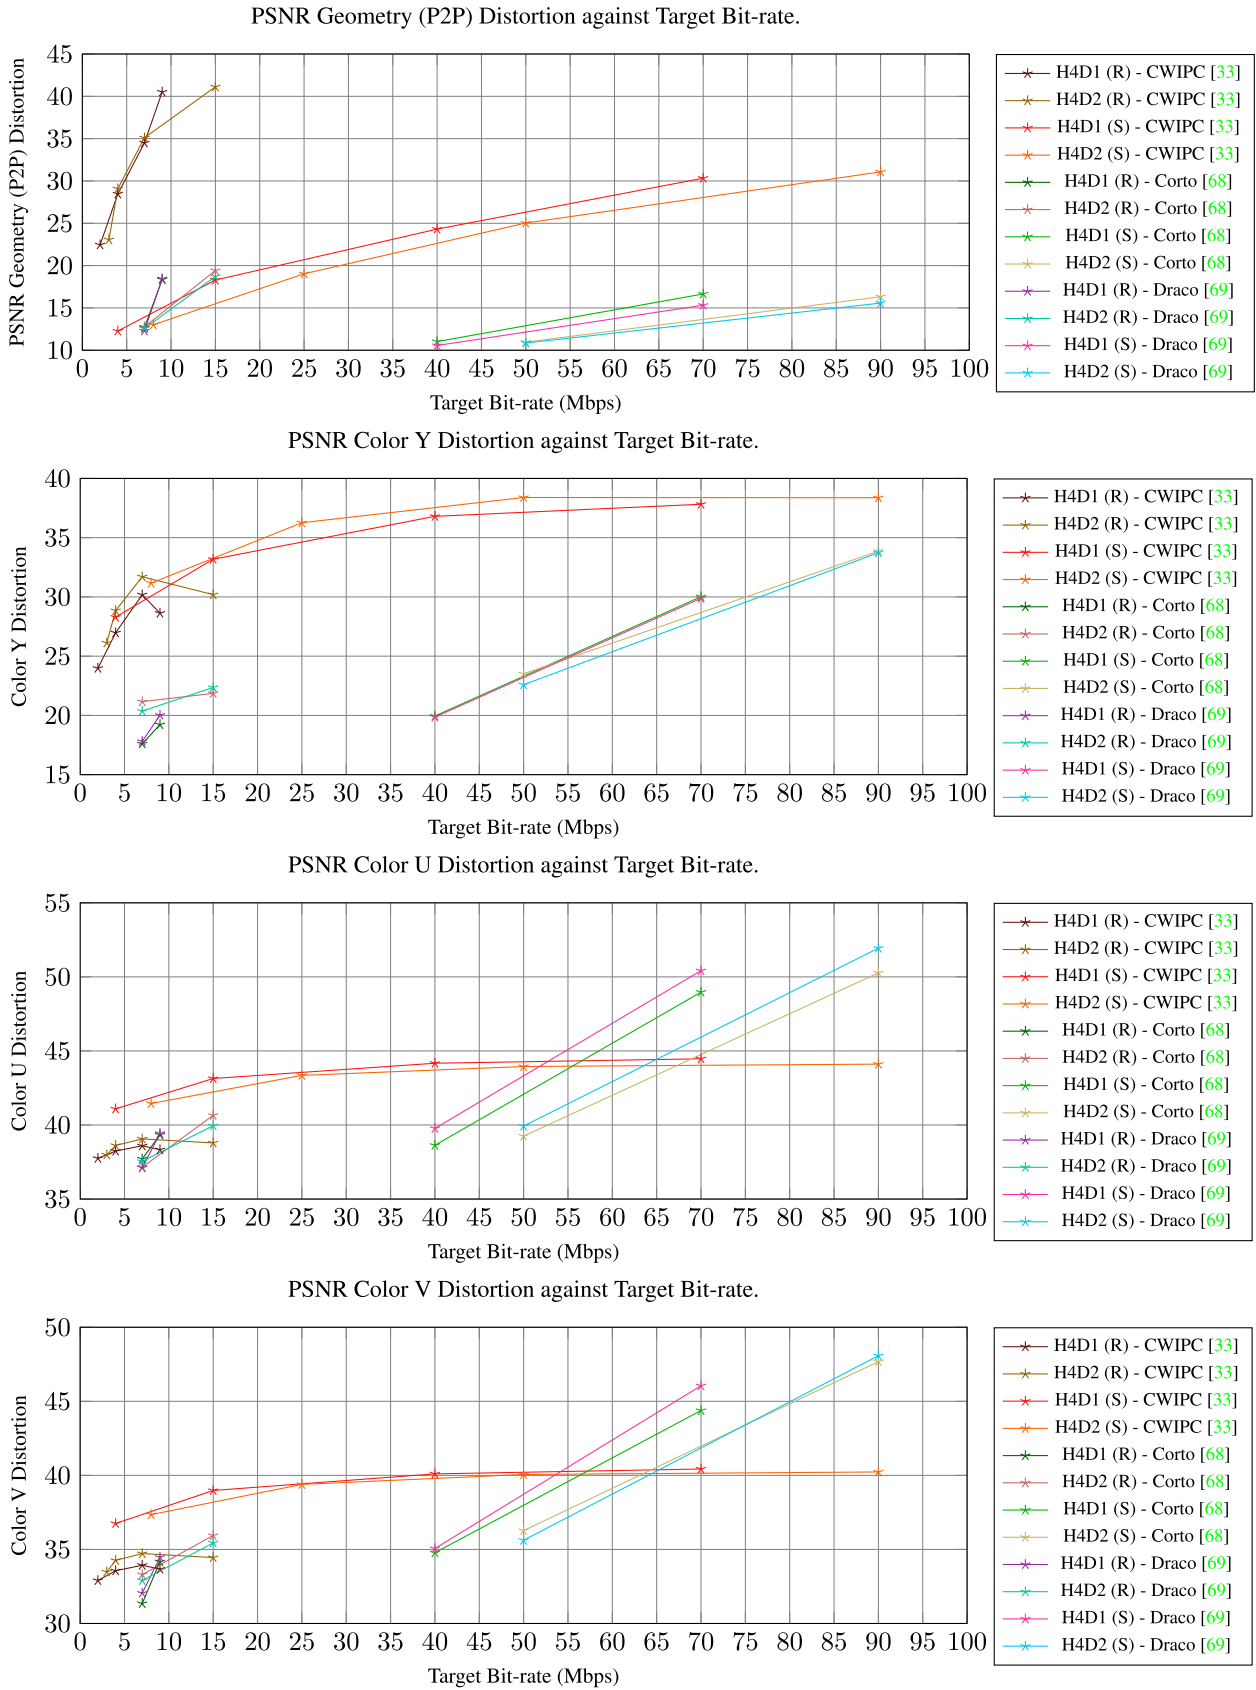 PSNR Geometry (P2P) Distortion against Target Bit-rate.
PSNR Geometry (P2P) Distortion
45
40
35
30
25
20
15
10
0 5 10 15 20 25 30 35 40 45 50 55 60 65 70 75 80 85 90 95 100
Target Bit-rate (Mbps)
H4D1 (R) - CWIPC [33]
H4D2 (R) - CWIPC [33]
H4D1 (S) - CWIPC [33]
H4D2 (S) - CWIPC [33]
H4D1 (R) - Corto [68]
H4D2 (R) - Corto [68]
H4D1 (S) - Corto [68]
H4D2 (S) - Corto [68]
H4D1 (R) - Draco [69]
H4D2 (R) - Draco [69]
H4D1 (S) - Draco [69]
H4D2 (S) - Draco [69]
PSNR Color Y Distortion against Target Bit-rate.
Color Y Distortion
40
35
30
25
20
15
0 5 10 15 20 25 30 35 40 45 50 55 60 65 70 75 80 85 90 95 100
Target Bit-rate (Mbps)
H4D1 (R) - CWIPC [33]
H4D2 (R) - CWIPC [33]
H4D1 (S) - CWIPC [33]
H4D2 (S) - CWIPC [33]
H4D1 (R) - Corto [68]
H4D2 (R) - Corto [68]
H4D1 (S) - Corto [68]
H4D2 (S) - Corto [68]
H4D1 (R) - Draco [69]
H4D2 (R) - Draco [69]
H4D1 (S) - Draco [69]
H4D2 (S) - Draco [69]
PSNR Color U Distortion against Target Bit-rate.
Color U Distortion
55
50
45
40
35
0 5 10 15 20 25 30 35 40 45 50 55 60 65 70 75 80 85 90 95 100
Target Bit-rate (Mbps)
H4D1 (R) - CWIPC [33]
H4D2 (R) - CWIPC [33]
H4D1 (S) - CWIPC [33]
H4D2 (S) - CWIPC [33]
H4D1 (R) - Corto [68]
H4D2 (R) - Corto [68]
H4D1 (S) - Corto [68]
H4D2 (S) - Corto [68]
H4D1 (R) - Draco [69]
H4D2 (R) - Draco [69]
H4D1 (S) - Draco [69]
H4D2 (S) - Draco [69]
PSNR Color V Distortion against Target Bit-rate.
Color V Distortion
50
45
40
35
30
0 5 10 15 20 25 30 35 40 45 50 55 60 65 70 75 80 85 90 95 100
Target Bit-rate (Mbps)
H4D1 (R) - CWIPC [33]
H4D2 (R) - CWIPC [33]
H4D1 (S) - CWIPC [33]
H4D2 (S) - CWIPC [33]
H4D1 (R) - Corto [68]
H4D2 (R) - Corto [68]
H4D1 (S) - Corto [68]
H4D2 (S) - Corto [68]
H4D1 (R) - Draco [69]
H4D2 (R) - Draco [69]
H4D1 (S) - Draco [69]
H4D2 (S) - Draco [69]